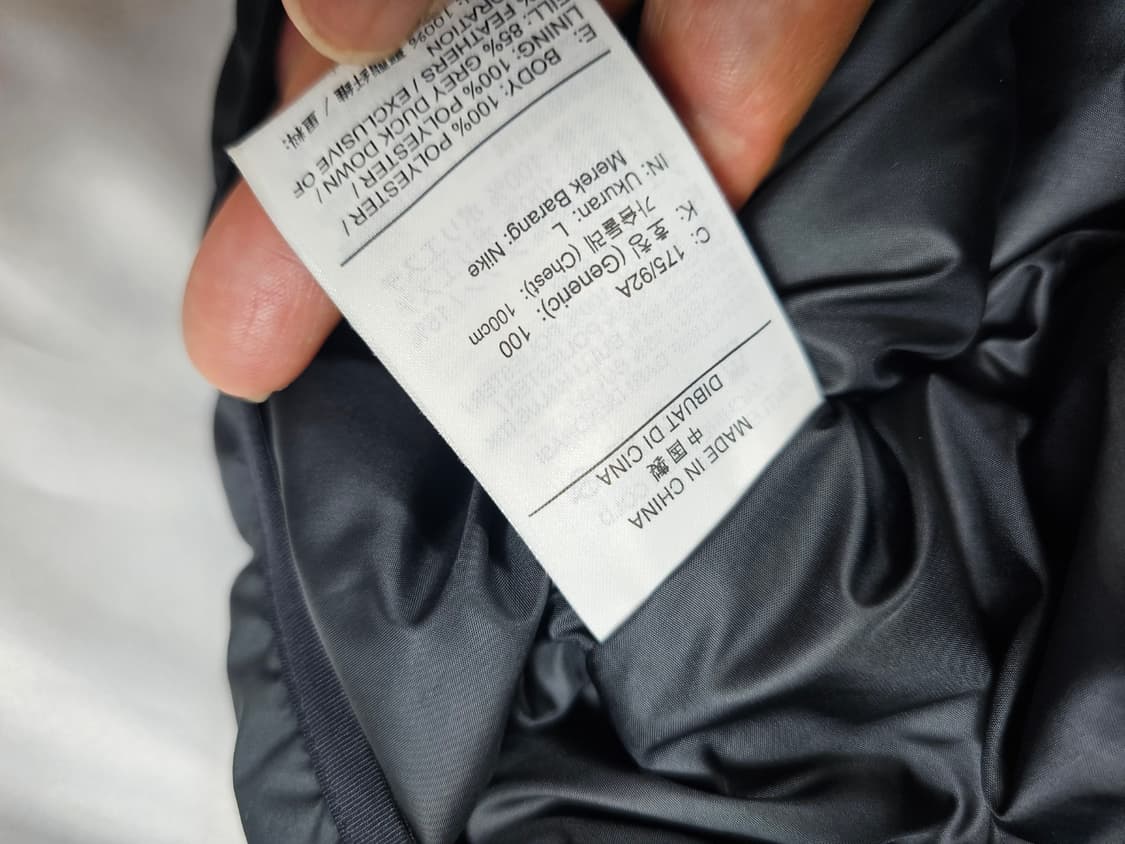 MADE IN CHINA
中国製
DIBUAT DI CINA
C: 175/92A
K: 호칭 (Generic): 100
가슴둘레 (Chest): 100cm
IN: Ukuran: L
Merek Barang: Nike
E: BODY: 100% POLYESTER /
LINING: 100% POLYESTER /
FILL: 85% GREY DUCK DOWN /
FEATHERS / EXCLUSIVE OF
100%